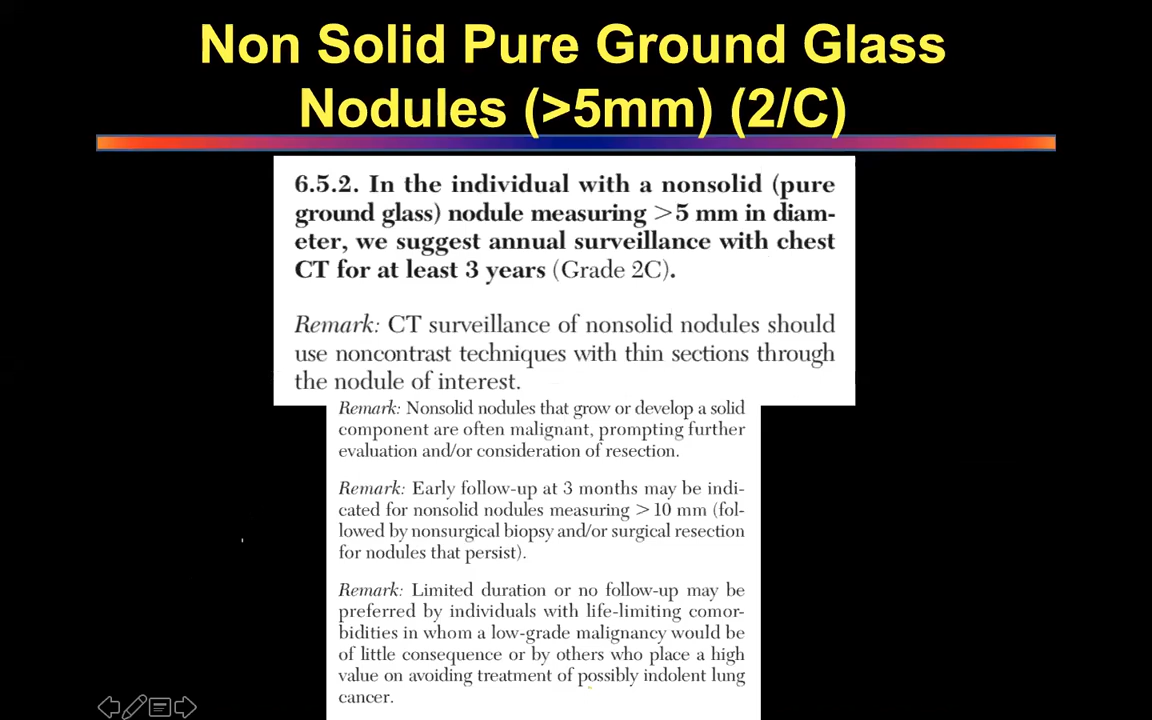 Non Solid Pure Ground Glass
Nodules (>5mm) (2/C)
6.5.2. In the individual with a nonsolid (pure
ground glass) nodule measuring >5 mm in diam-
eter, we suggest annual surveillance with chest
CT for at least 3 years (Grade 2C).
Remark: CT surveillance of nonsolid nodules should
use noncontrast techniques with thin sections through
the nodule of interest.
Remark: Nonsolid nodules that grow or develop a solid
component are often malignant, prompting further
evaluation and/or consideration of resection.
Remark: Early follow-up at 3 months may be indi-
cated for nonsolid nodules measuring >10 mm (fol-
lowed by nonsurgical biopsy and/or surgical resection
for nodules that persist).
Remark: Limited duration or no follow-up may be
preferred by individuals with life-limiting comor-
bidities in whom a low-grade malignancy would be
of little consequence or by others who place a high
value on avoiding treatment of possibly indolent lung
cancer.